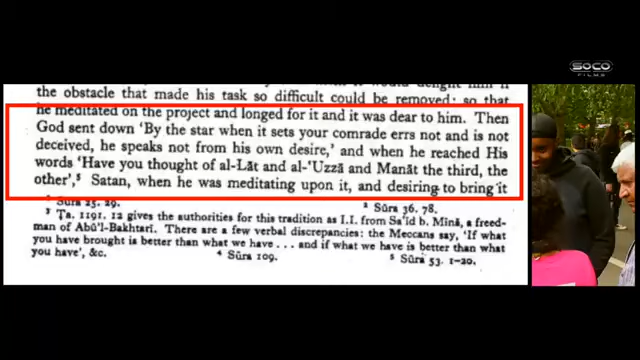 SOCO
FILMS
the obstacle that made his task so difficult could be removed; so that
he meditated on the project and longed for it and it was dear to him. Then
God sent down ‘By the star when it sets your comrade errs not and is not
deceived, he speaks not from his own desire,’ and when he reached His
words ‘Have you thought of al-Lāt and al-‘Uzzā and Manāt the third, the
other’,⁵ Satan, when he was meditating upon it, and desiring to bring it
Sūra 25. 29.
² Sūra 36. 78.
³ Ṭa. 1191. 12 gives the authorities for this tradition as I.I. from Sa‘īd b. Mīnā, a freed-
man of Abū’l-Bakhtarī. There are a few verbal discrepancies: the Meccans say, ‘If what
you have brought is better than what we have . . . and if what we have is better than what
you have’, &c.
⁴ Sūra 109.
⁵ Sūra 53. 1-20.